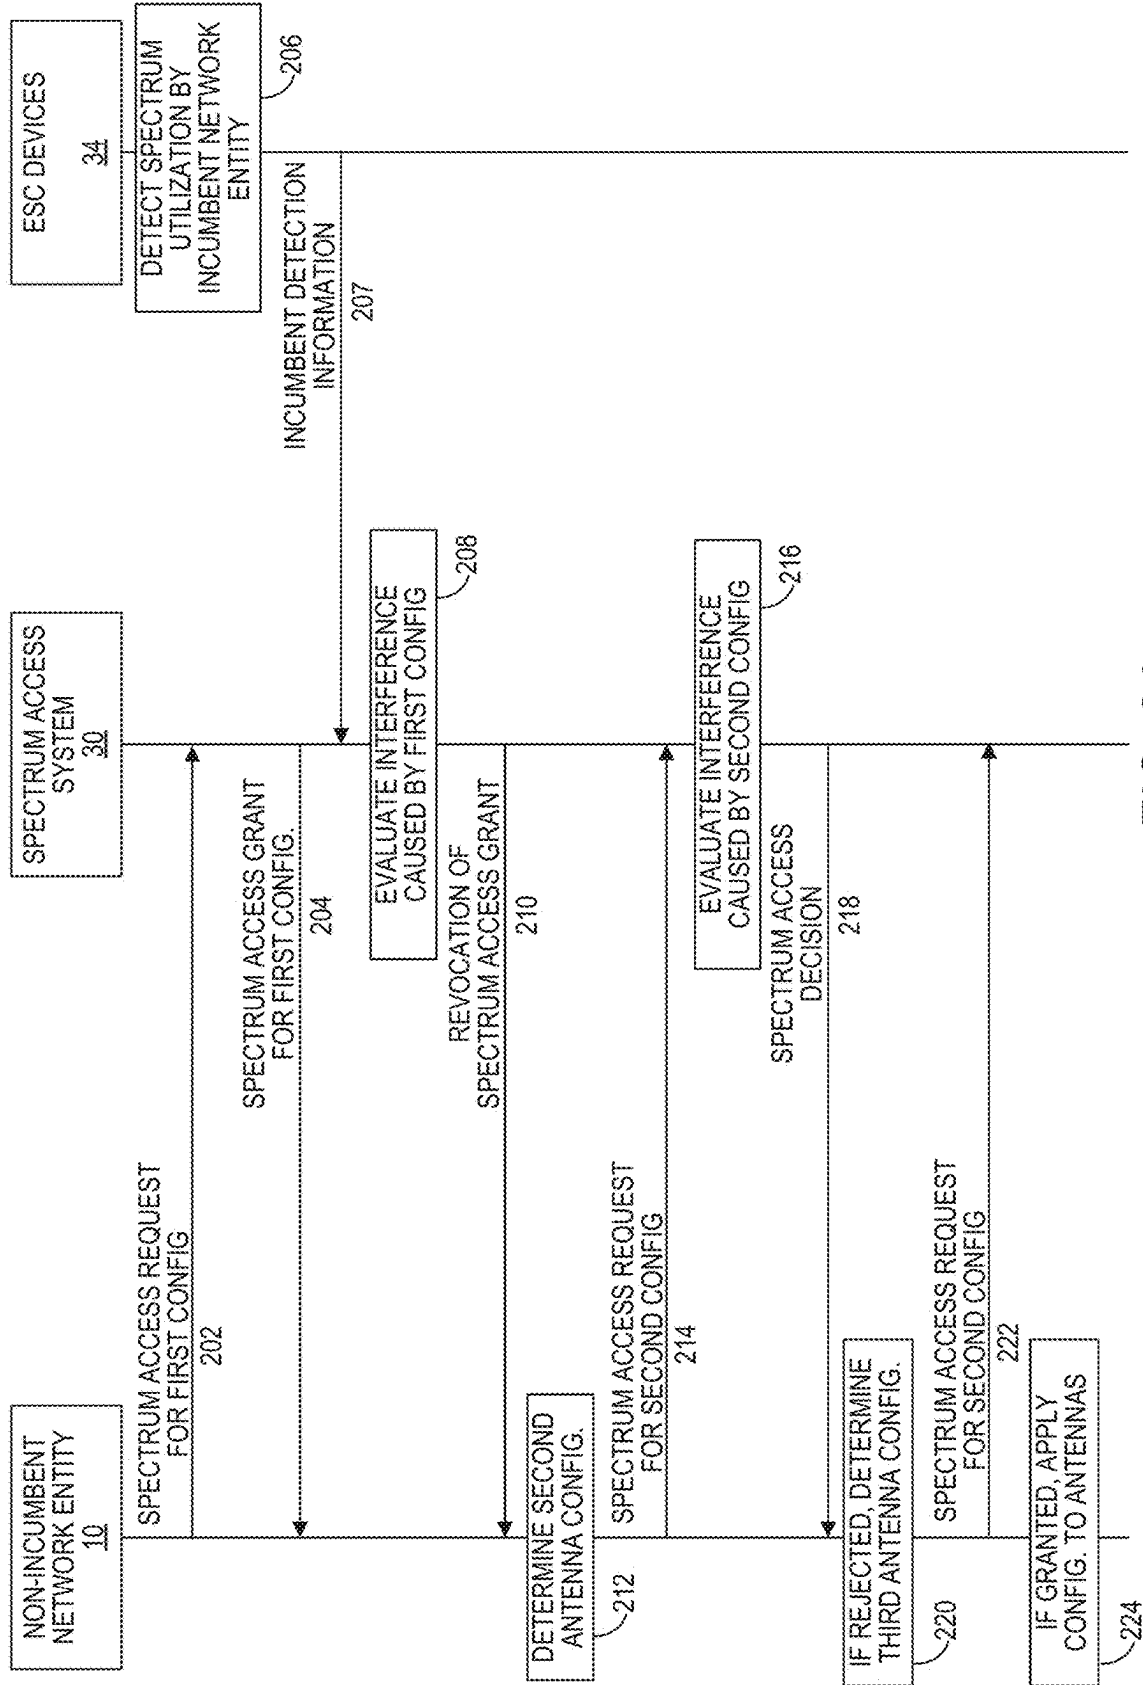 NON-INCUMBENT
NETWORK ENTITY
10
SPECTRUM ACCESS
SYSTEM
30
ESC DEVICES
34
SPECTRUM ACCESS REQUEST
FOR FIRST CONFIG
202
SPECTRUM ACCESS GRANT
FOR FIRST CONFIG.
204
DETECT SPECTRUM
UTILIZATION BY
INCUMBENT NETWORK
ENTITY
206
INCUMBENT DETECTION
INFORMATION
207
EVALUATE INTERFERENCE
CAUSED BY FIRST CONFIG
208
REVOCATION OF
SPECTRUM ACCESS GRANT
210
DETERMINE SECOND
ANTENNA CONFIG.
212
SPECTRUM ACCESS REQUEST
FOR SECOND CONFIG
214
EVALUATE INTERFERENCE
CAUSED BY SECOND CONFIG
216
SPECTRUM ACCESS
DECISION
218
IF REJECTED, DETERMINE
THIRD ANTENNA CONFIG.
220
SPECTRUM ACCESS REQUEST
FOR SECOND CONFIG
222
IF GRANTED, APPLY
CONFIG. TO ANTENNAS
224